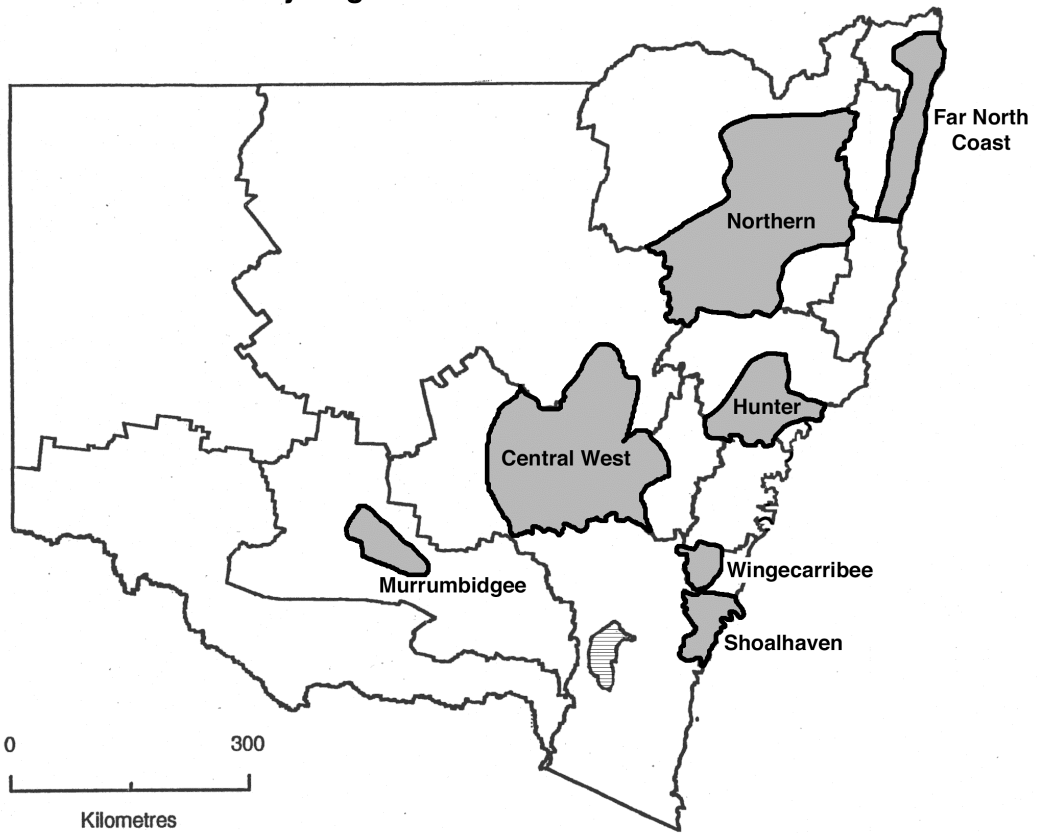 Far North
Coast
Northern
Hunter
Central West
Wingecarribee
Murrumbidgee
Shoalhaven
0 300
Kilometres